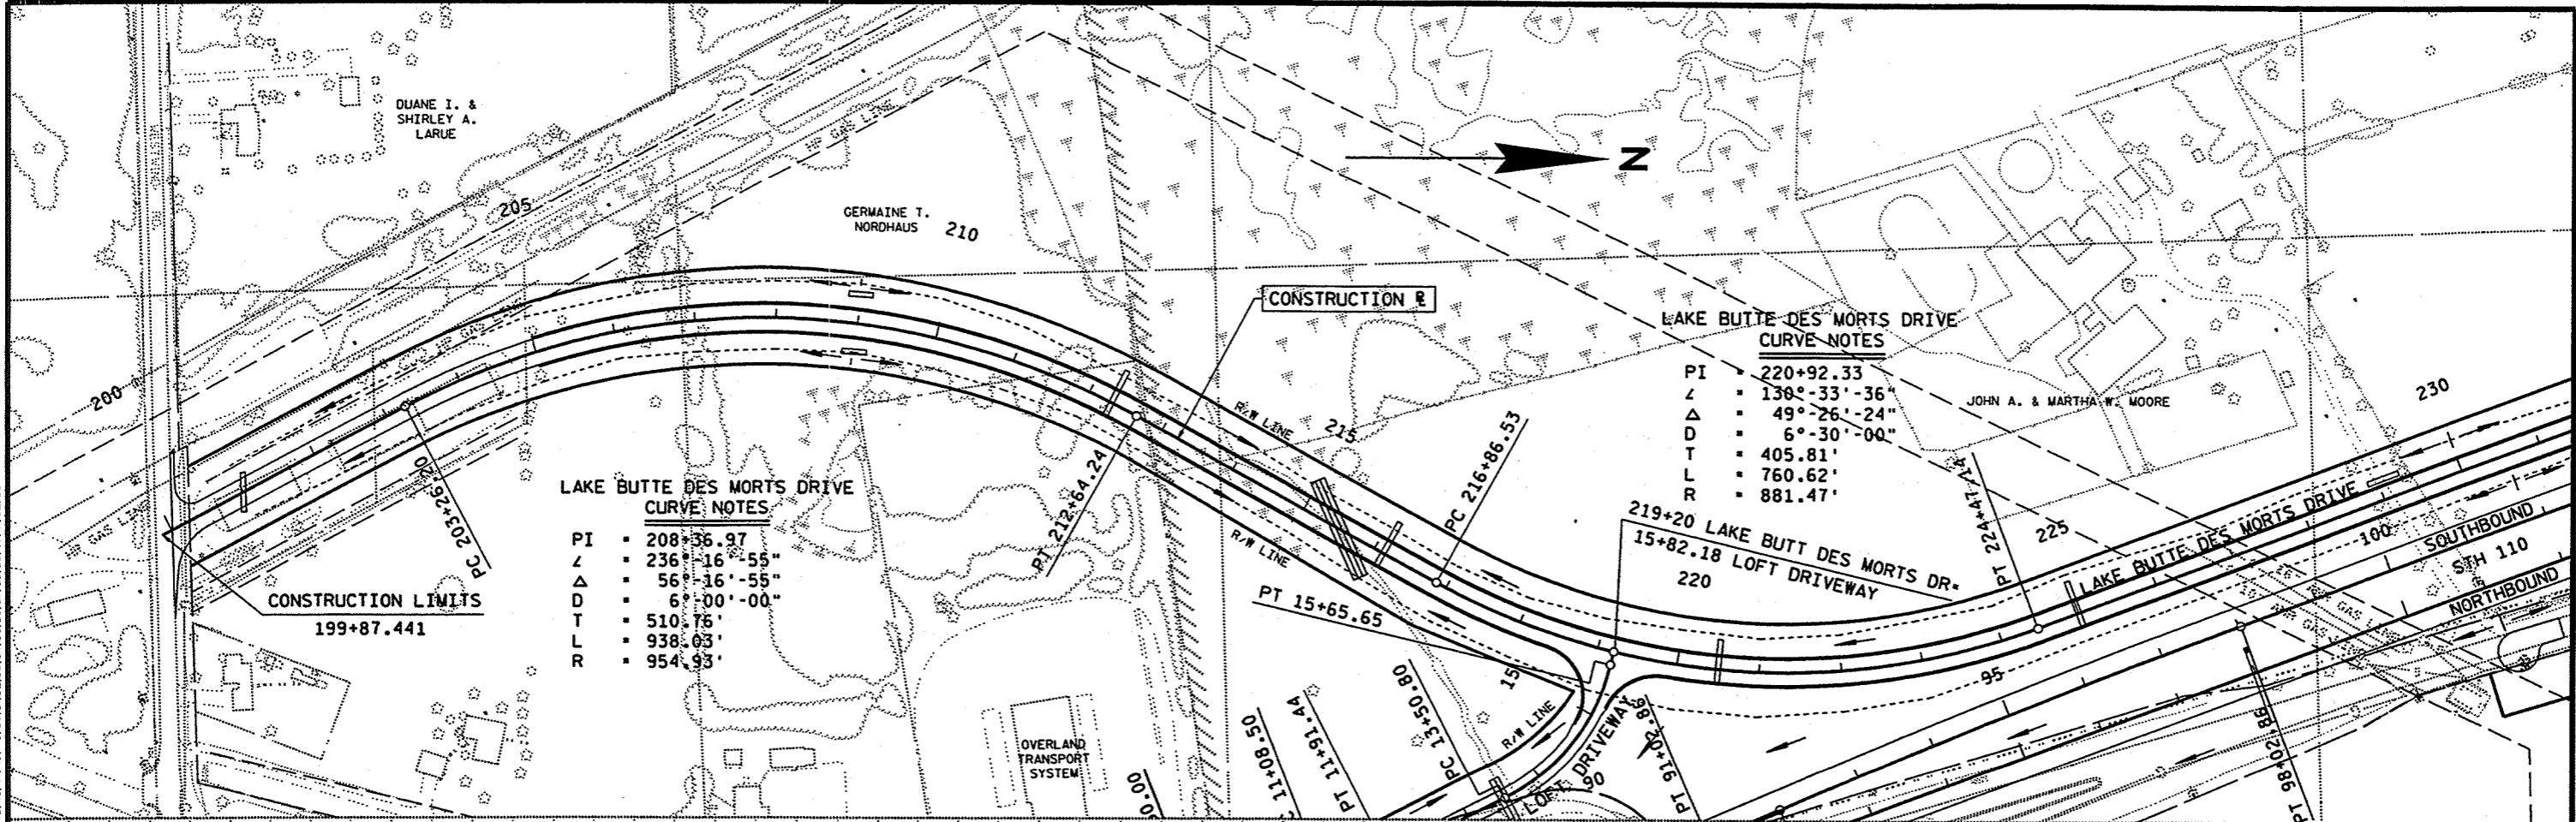 DUANE I. &
SHIRLEY A.
LARUE
200
205
GERMAINE T.
NORDHAUS
210
HP GAS LINE
N
CONSTRUCTION ℞
LAKE BUTTE DES MORTS DRIVE
CURVE NOTES
PI = 220+92.33
∠ = 130°-33'-36"
△ = 49°-26'-24"
D = 6°-30'-00"
T = 405.81'
L = 760.62'
R = 881.47'
JOHN A. & MARTHA W. MOORE
230
R/W LINE
215
PC 216+86.53
PC 203+26.20
PT 212+64.24
LAKE BUTTE DES MORTS DRIVE
CURVE NOTES
PI = 208+36.97
∠ = 236°-16'-55"
△ = 56°-16'-55"
D = 6°-00'-00"
T = 510.76'
L = 938.03'
R = 954.93'
HP GAS LINE
CONSTRUCTION LIMITS
199+87.441
R/W LINE
PT 15+65.65
219+20 LAKE BUTT DES MORTS DR=
15+82.18 LOFT DRIVEWAY
220
PT 224+47.14
225
LAKE BUTTE DES MORTS DRIVE
100
SOUTHBOUND
STH 110
NORTHBOUND
95
15
R/W LINE
PC 13+50.80
PT 11+91.44
11+08.50
OVERLAND
TRANSPORT
SYSTEM
LOFT DRIVEWAY
90
PT 91+02.86
PT 98+02.86